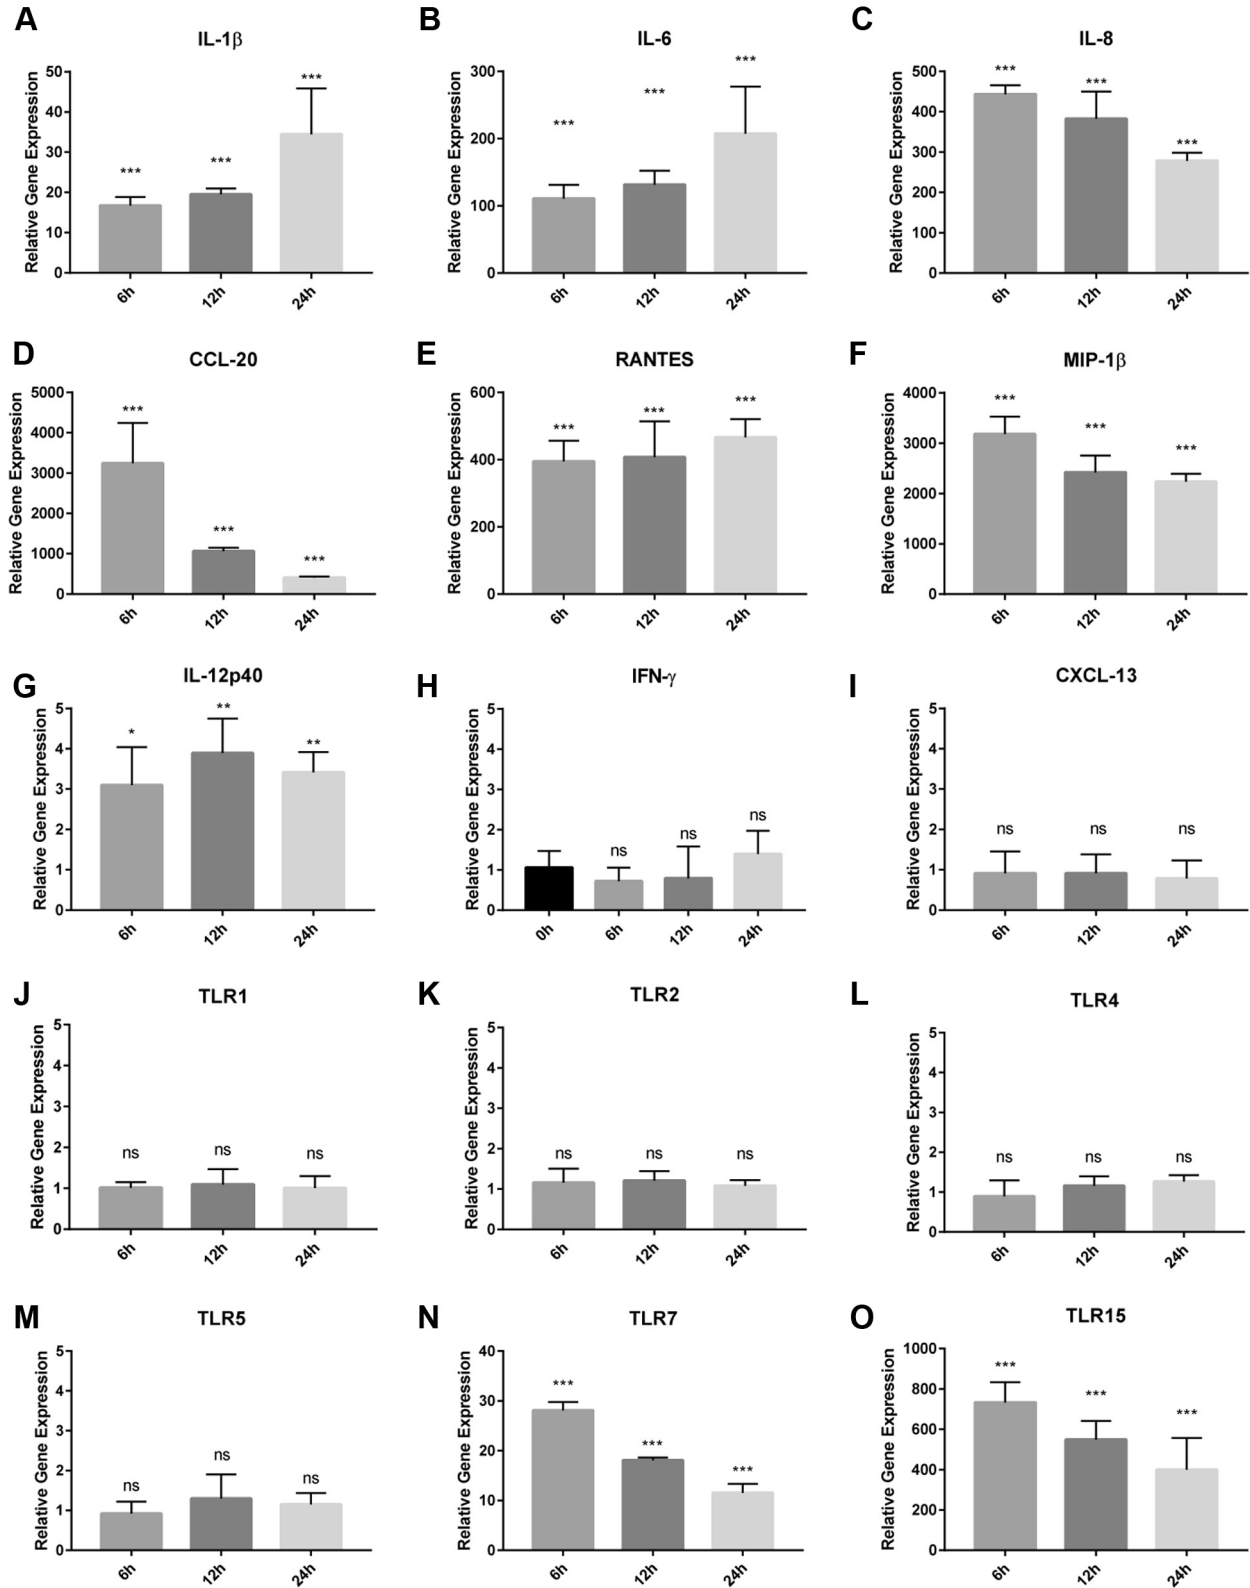 A
IL-1β
Relative Gene Expression
50
40
30
20
10
0
***
***
***
6h
12h
24h
B
IL-6
Relative Gene Expression
300
200
100
0
***
***
***
6h
12h
24h
C
IL-8
Relative Gene Expression
500
400
300
200
100
0
***
***
***
6h
12h
24h
D
CCL-20
Relative Gene Expression
5000
4000
3000
2000
1000
0
***
***
***
6h
12h
24h
E
RANTES
Relative Gene Expression
600
400
200
0
***
***
***
6h
12h
24h
F
MIP-1β
Relative Gene Expression
4000
3000
2000
1000
0
***
***
***
6h
12h
24h
G
IL-12p40
Relative Gene Expression
5
4
3
2
1
0
*
**
**
6h
12h
24h
H
IFN-γ
Relative Gene Expression
5
4
3
2
1
0
ns
ns
ns
0h
6h
12h
24h
I
CXCL-13
Relative Gene Expression
5
4
3
2
1
0
ns
ns
ns
6h
12h
24h
J
TLR1
Relative Gene Expression
5
4
3
2
1
0
ns
ns
ns
6h
12h
24h
K
TLR2
Relative Gene Expression
5
4
3
2
1
0
ns
ns
ns
6h
12h
24h
L
TLR4
Relative Gene Expression
5
4
3
2
1
0
ns
ns
ns
6h
12h
24h
M
TLR5
Relative Gene Expression
5
4
3
2
1
0
ns
ns
ns
6h
12h
24h
N
TLR7
Relative Gene Expression
40
30
20
10
0
***
***
***
6h
12h
24h
O
TLR15
Relative Gene Expression
1000
800
600
400
200
0
***
***
***
6h
12h
24h